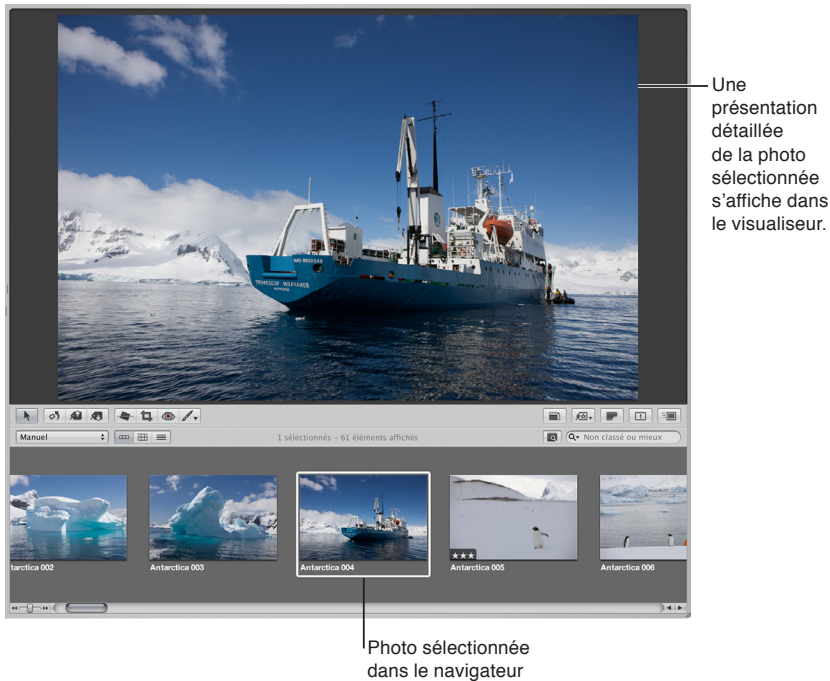 Une
présentation
détaillée
de la photo
sélectionnée
s’affiche dans
le visualiseur.
Manuel
1 sélectionnés – 61 éléments affichés
Non classé ou mieux
tarctica 002
Antarctica 003
Antarctica 004
Antarctica 005
Antarctica 006
Photo sélectionnée
dans le navigateur